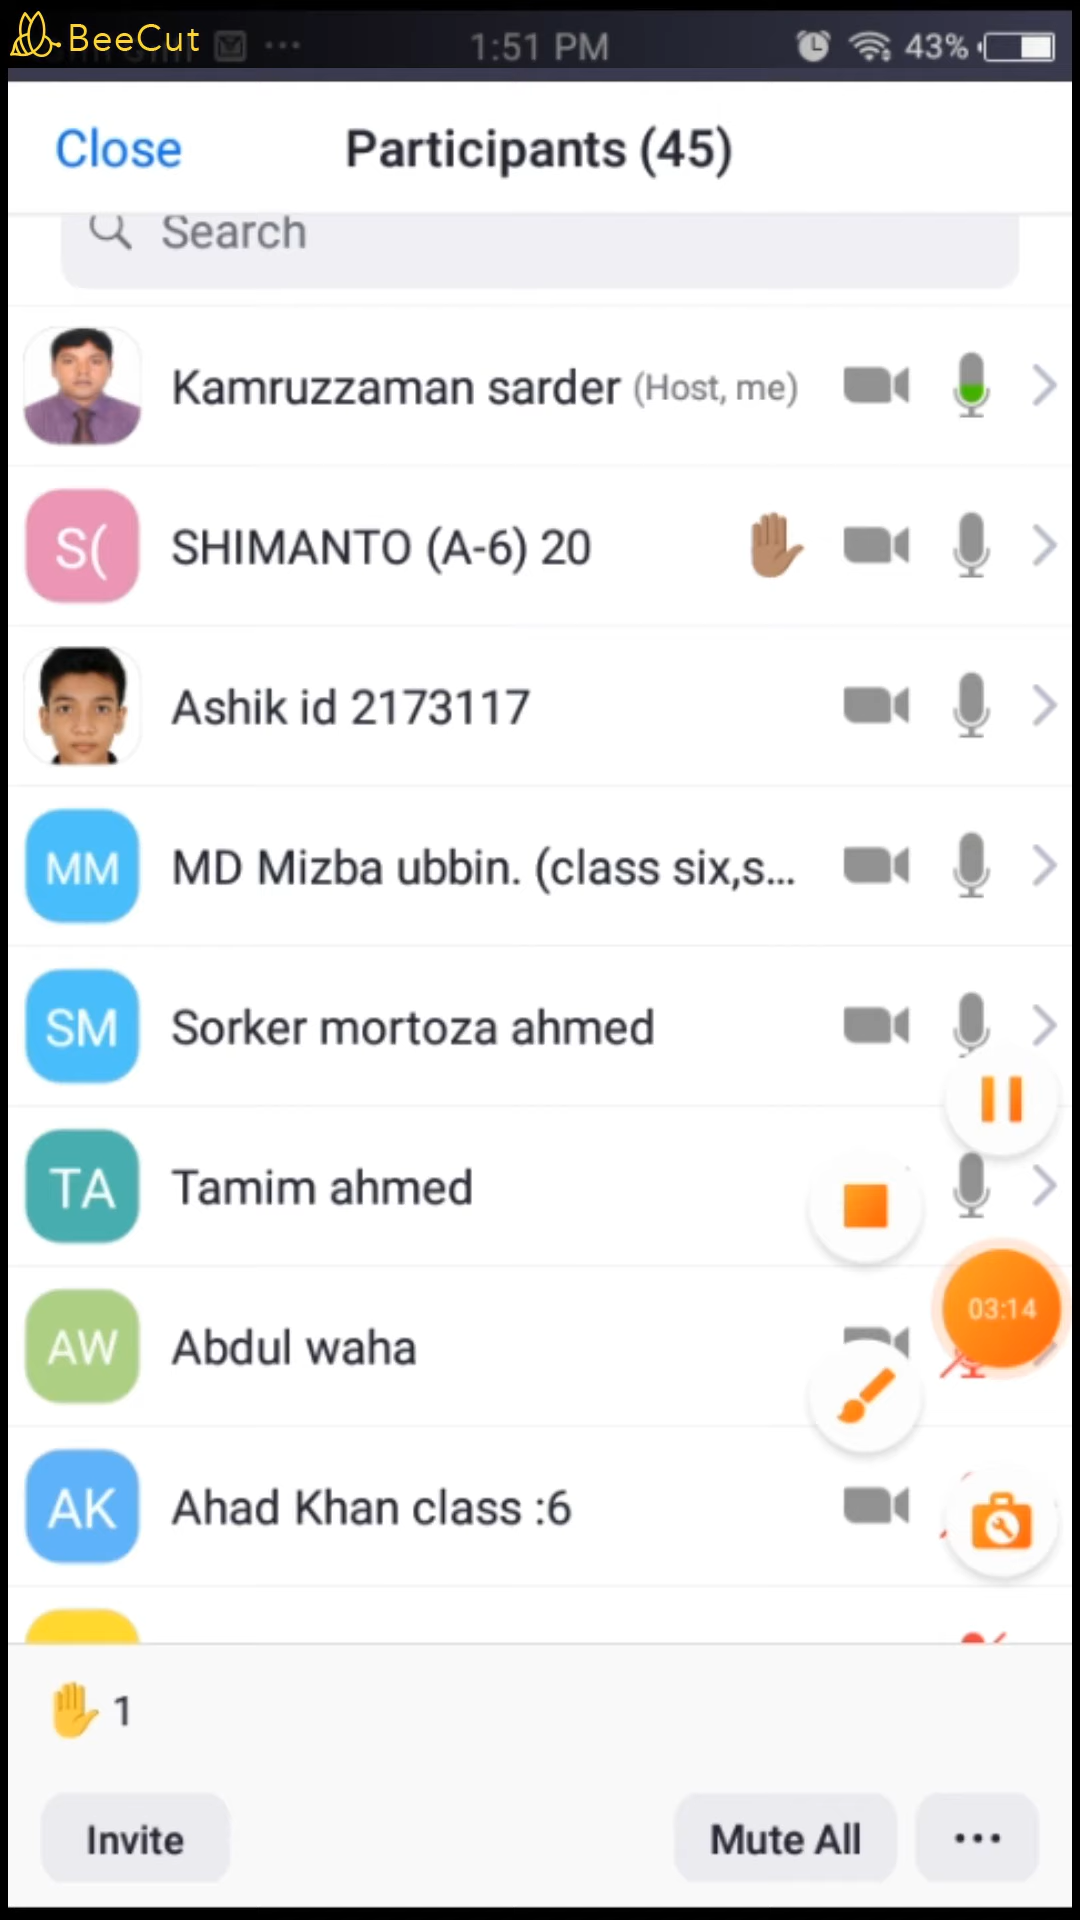 BeeCut
1:51 PM
43%
Close
Participants (45)
Search
Kamruzzaman sarder (Host, me)
S(
SHIMANTO (A-6) 20
Ashik id 2173117
MM
MD Mizba ubbin. (class six,s...
SM
Sorker mortoza ahmed
TA
Tamim ahmed
AW
Abdul waha
03:14
AK
Ahad Khan class :6
1
Invite
Mute All